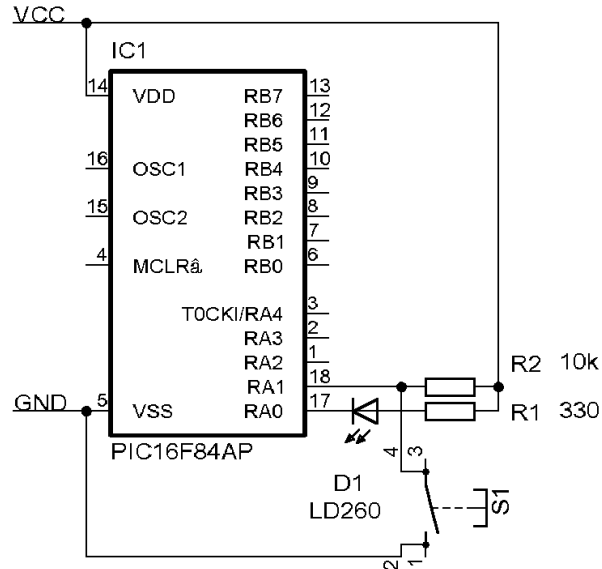 VCC
IC1
14 VDD RB7 13
RB6 12
RB5 11
16 OSC1 RB4 10
RB3 9
15 OSC2 RB2 8
RB1 7
4 MCLRâ RB0 6
T0CKI/RA4 3
RA3 2
RA2 1
R2 10k
RA1 18
GND 5 VSS RA0 17
R1 330
PIC16F84AP
4 3
D1
LD260
S1
2 1